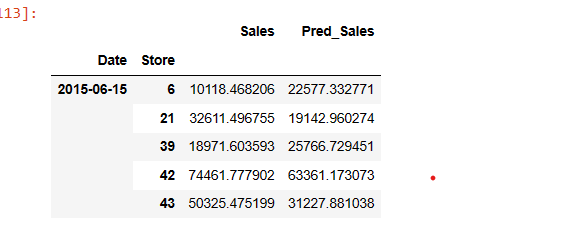 113]:
Sales Pred_Sales
Date Store
2015-06-15 6 10118.468206 22577.332771
21 32611.496755 19142.960274
39 18971.603593 25766.729451
42 74461.777902 63361.173073
43 50325.475199 31227.881038